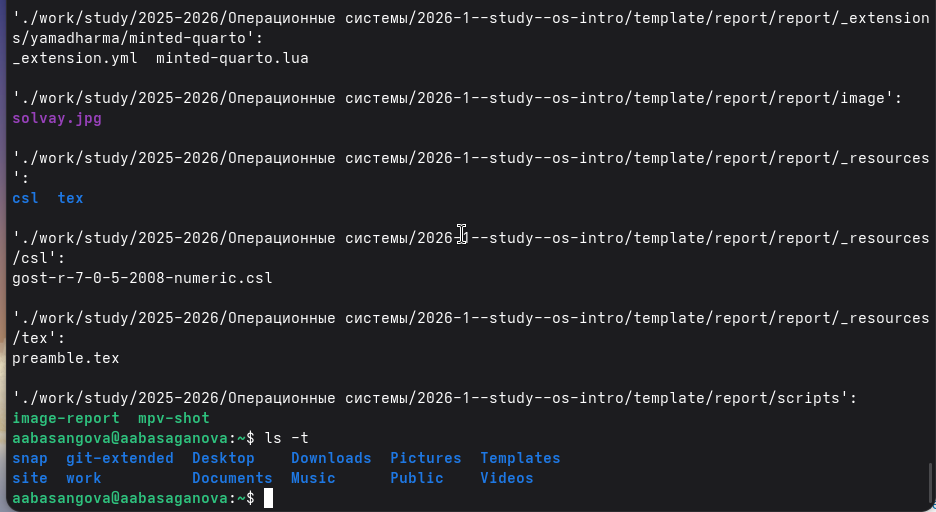 './work/study/2025-2026/Операционные системы/2026-1--study--os-intro/template/report/report/_extension
s/yamadharma/minted-quarto':
_extension.yml  minted-quarto.lua
'./work/study/2025-2026/Операционные системы/2026-1--study--os-intro/template/report/report/image':
solvay.jpg
'./work/study/2025-2026/Операционные системы/2026-1--study--os-intro/template/report/report/_resources
':
csl  tex
'./work/study/2025-2026/Операционные системы/2026-1--study--os-intro/template/report/report/_resources
/csl':
gost-r-7-0-5-2008-numeric.csl
'./work/study/2025-2026/Операционные системы/2026-1--study--os-intro/template/report/report/_resources
/tex':
preamble.tex
'./work/study/2025-2026/Операционные системы/2026-1--study--os-intro/template/report/scripts':
image-report  mpv-shot
aabasangova@aabasaganova:~$ ls -t
snap  git-extended  Desktop    Downloads  Pictures  Templates
site  work          Documents  Music      Public    Videos
aabasangova@aabasaganova:~$